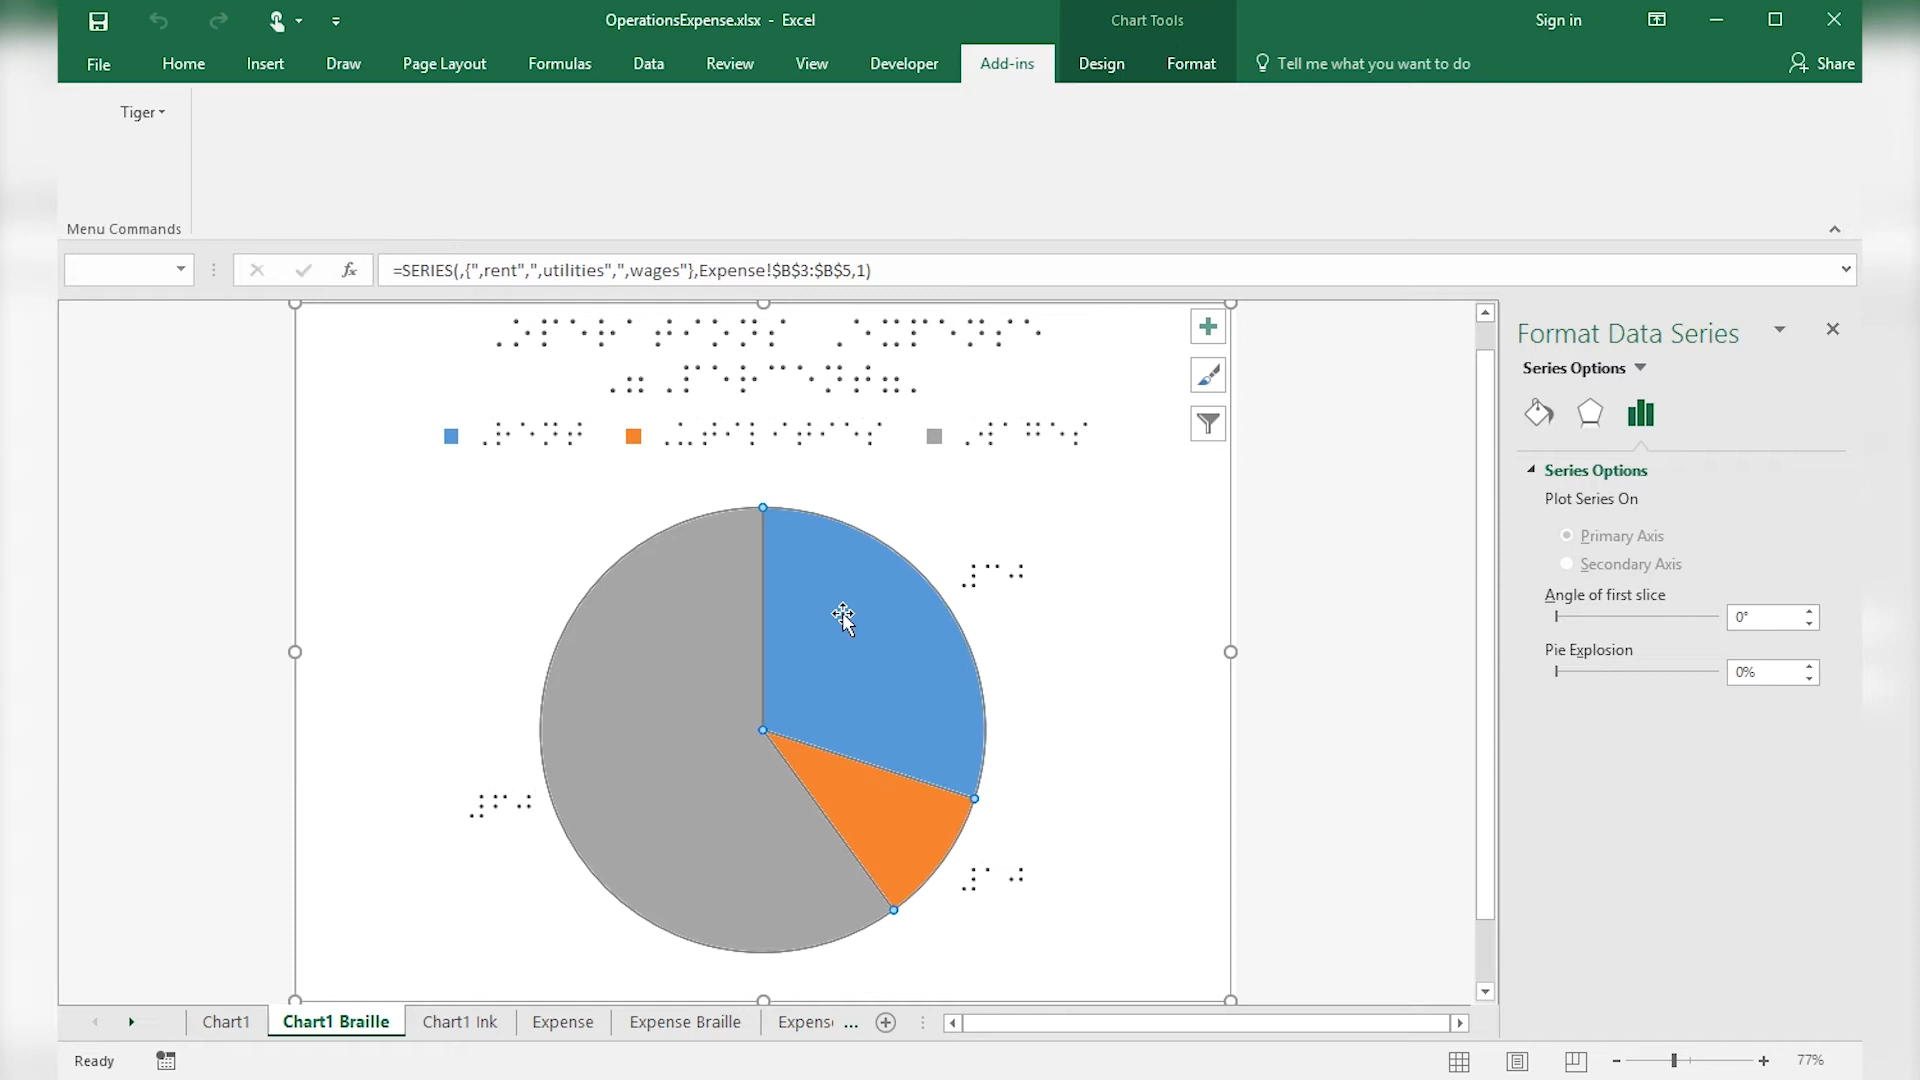 OperationsExpense.xlsx - Excel
Chart Tools
Sign in
File Home Insert Draw Page Layout Formulas Data Review View Developer Add-ins Design Format Tell me what you want to do Share
Tiger
Menu Commands
fx =SERIES(,{",rent",",utilities",",wages"},Expense!$B$3:$B$5,1)
Format Data Series
Series Options
Series Options
Plot Series On
Primary Axis
Secondary Axis
Angle of first slice
0°
Pie Explosion
0%
Chart1 Chart1 Braille Chart1 Ink Expense Expense Braille Expens ...
Ready
77%